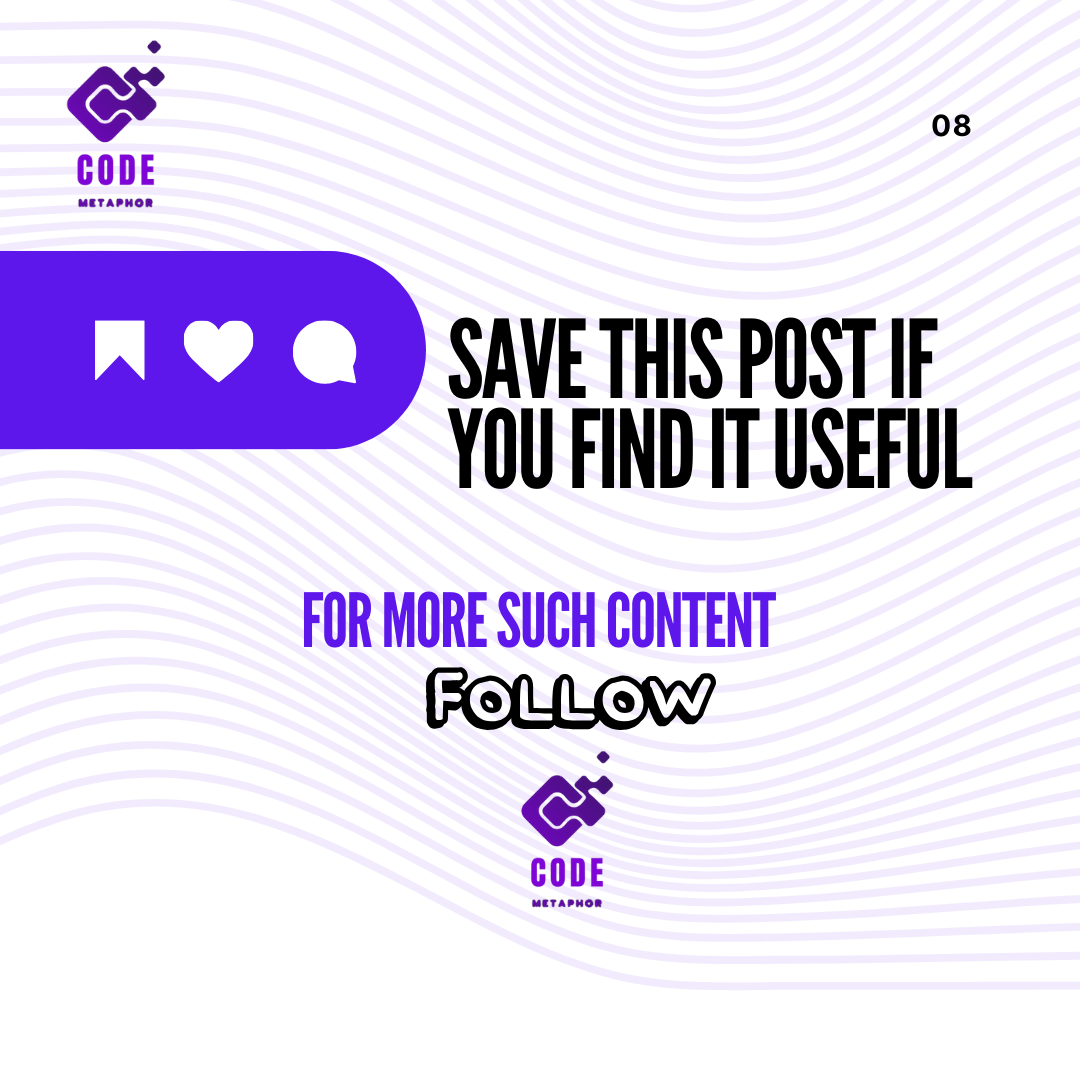 CODE
METAPHOR
08
SAVE THIS POST IF
YOU FIND IT USEFUL
FOR MORE SUCH CONTENT
FOLLOW
CODE
METAPHOR